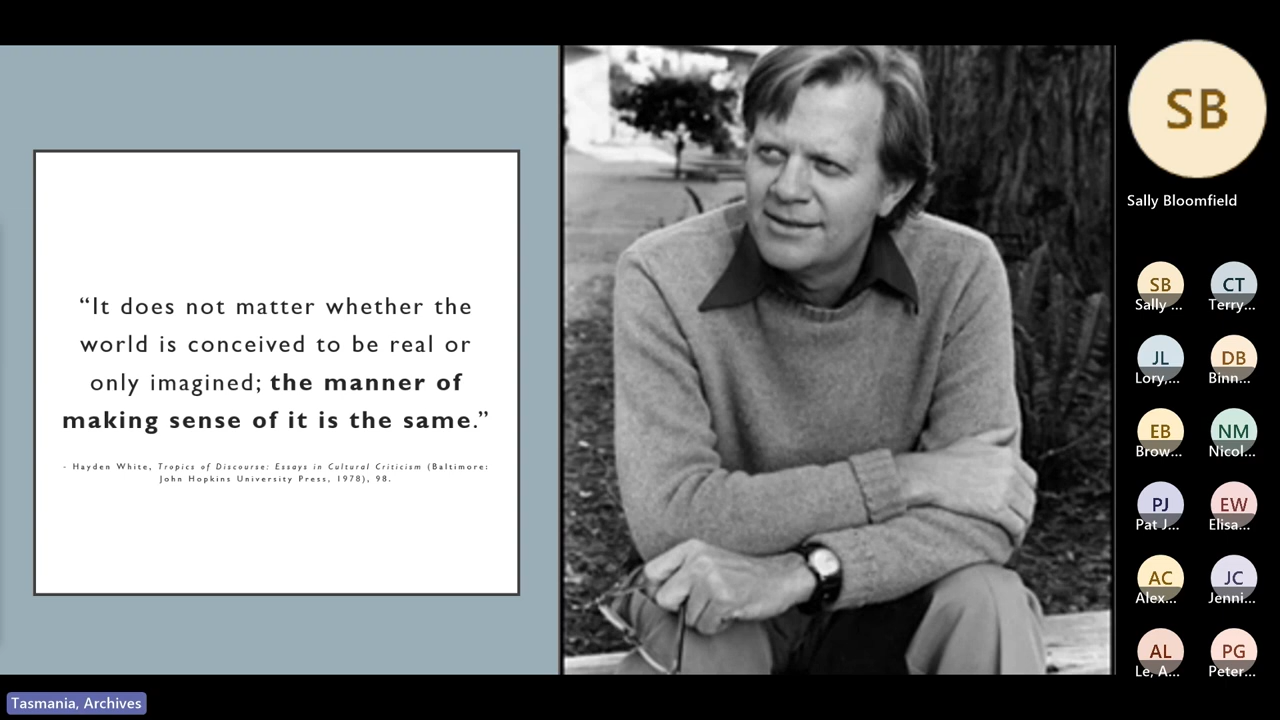 “It does not matter whether the
world is conceived to be real or
only imagined; the manner of
making sense of it is the same.”
- Hayden White, Tropics of Discourse: Essays in Cultural Criticism (Baltimore:
John Hopkins University Press, 1978), 98.
SB
Sally Bloomfield
SB
Sally ...
CT
Terry...
JL
Lory,...
DB
Binn...
EB
Brow...
NM
Nicol...
PJ
Pat J...
EW
Elisa...
AC
Alex...
JC
Jenni...
AL
Le, A...
PG
Peter...
Tasmania, Archives